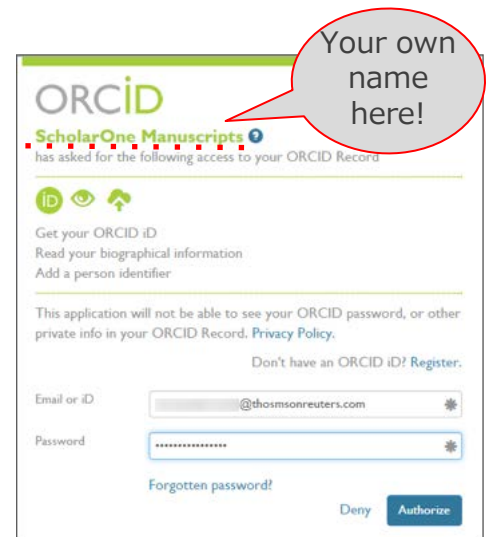 Your own
name
here!
ORCiD
ScholarOne Manuscripts ?
has asked for the following access to your ORCID Record
iD
Get your ORCID iD
Read your biographical information
Add a person identifier
This application will not be able to see your ORCID password, or other
private info in your ORCID Record. Privacy Policy.
Don't have an ORCID iD? Register.
Email or iD
@thosmsonreuters.com
Password
Forgotten password?
Deny Authorize